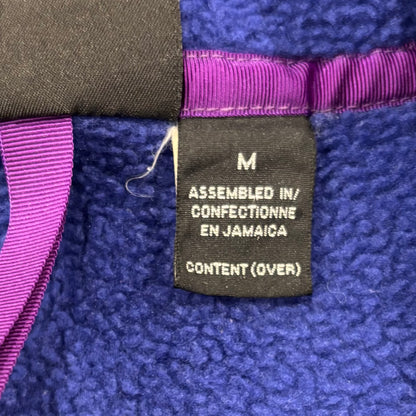 M
ASSEMBLED IN/
CONFECTIONNE
EN JAMAICA
CONTENT (OVER)